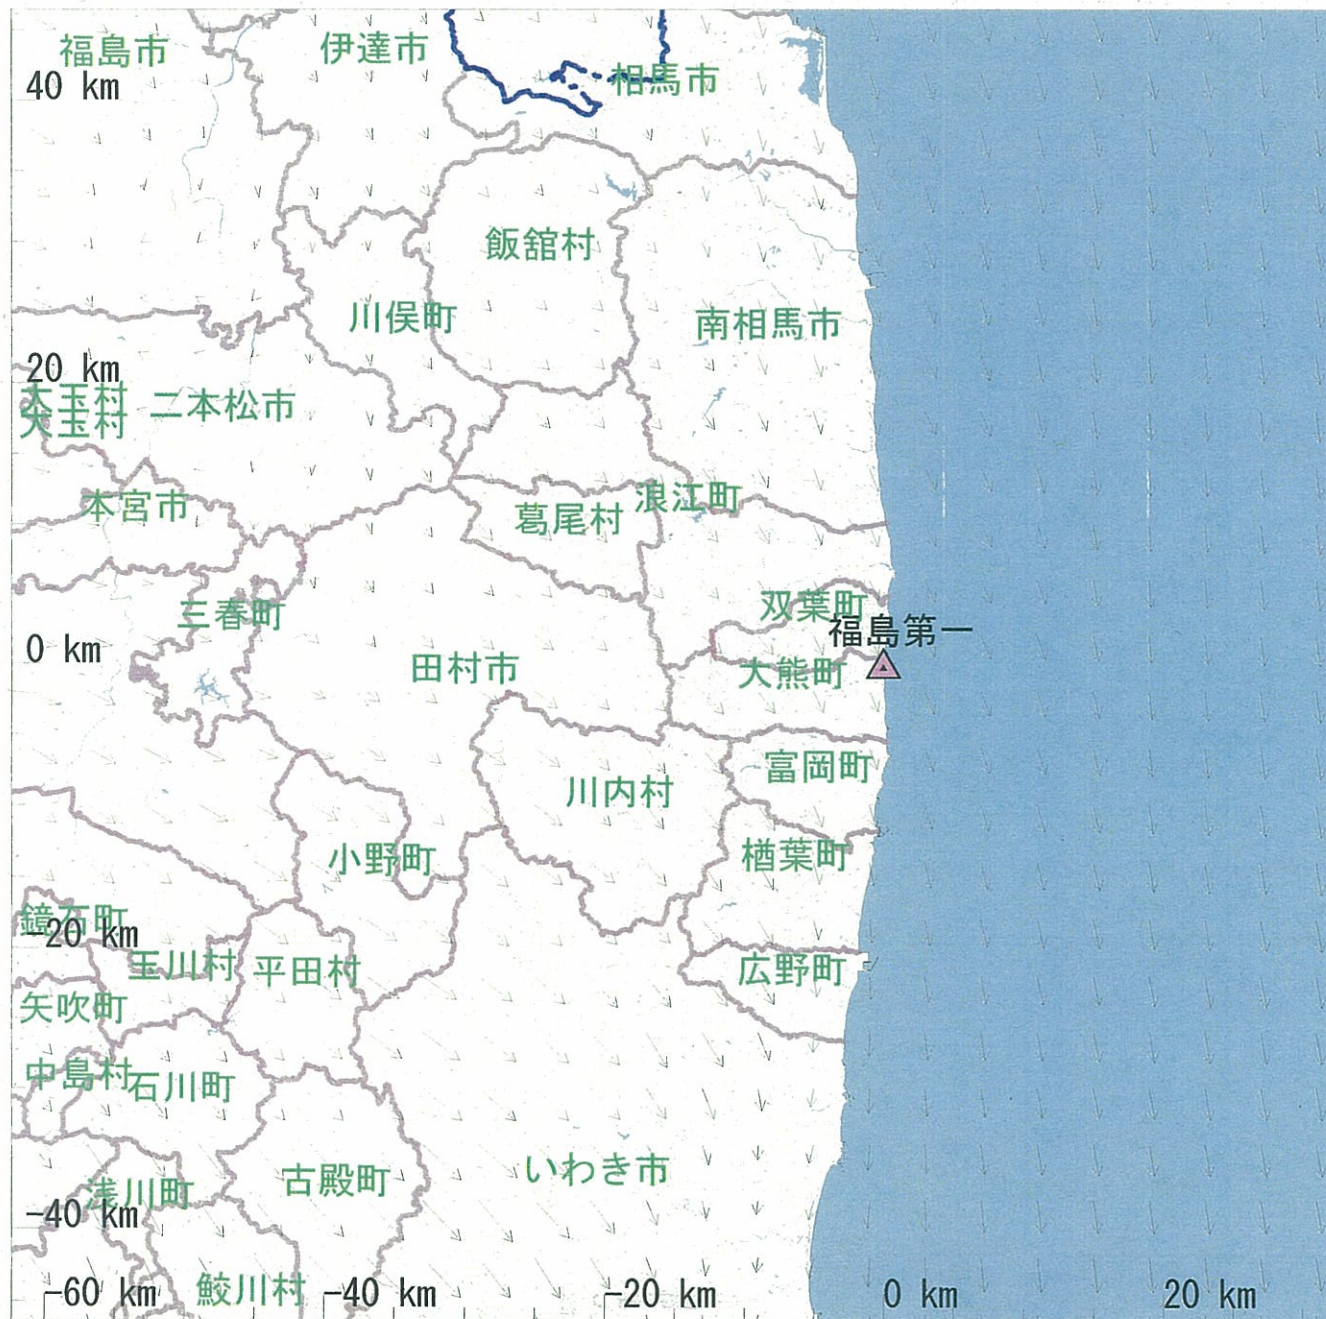 福島市
伊達市
相馬市
40 km
飯舘村
川俣町
南相馬市
20 km
大玉村
二本松市
大玉村
本宮市
葛尾村
浪江町
双葉町
三春町
福島第一
0 km
田村市
大熊町
富岡町
川内村
小野町
楢葉町
鏡石町
-20 km
玉川村
平田村
広野町
矢吹町
中島村
石川町
いわき市
古殿町
浅川町
-40 km
鮫川村
-60 km
-40 km
-20 km
0 km
20 km